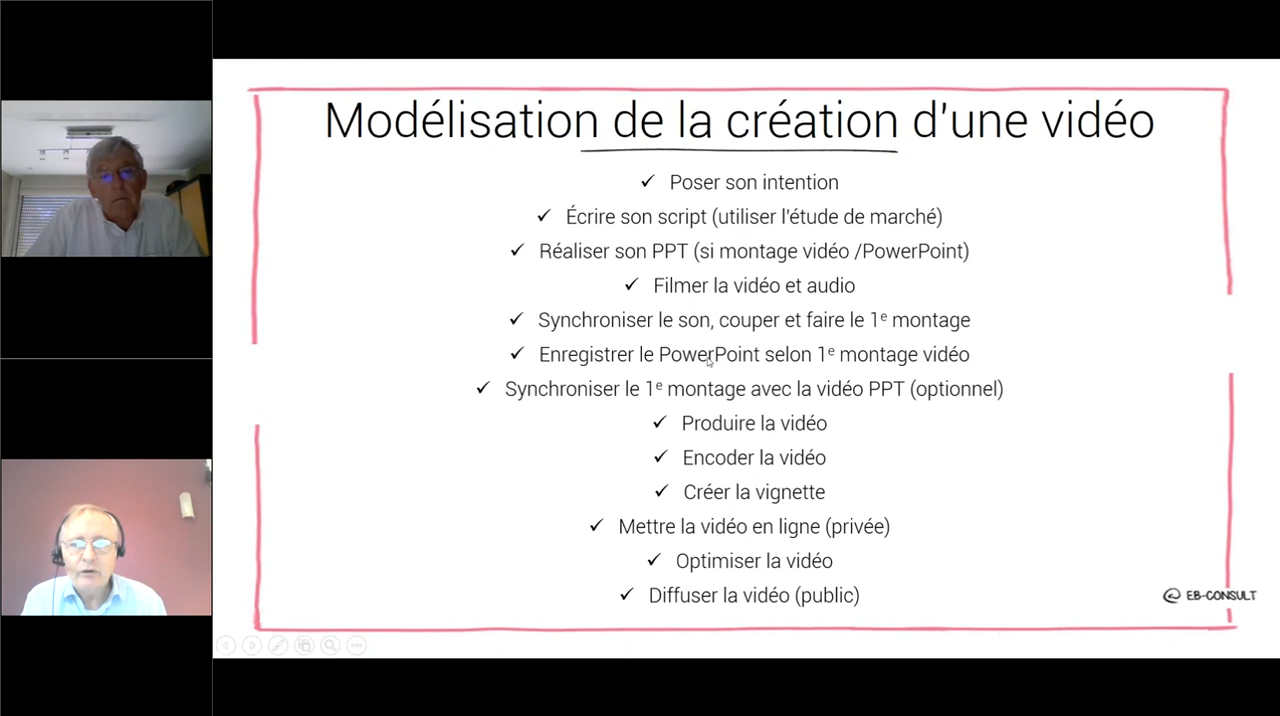 Modélisation de la création d'une vidéo
✓ Poser son intention
✓ Écrire son script (utiliser l'étude de marché)
✓ Réaliser son PPT (si montage vidéo /PowerPoint)
✓ Filmer la vidéo et audio
✓ Synchroniser le son, couper et faire le 1ᵉ montage
✓ Enregistrer le PowerPoint selon 1ᵉ montage vidéo
✓ Synchroniser le 1ᵉ montage avec la vidéo PPT (optionnel)
✓ Produire la vidéo
✓ Encoder la vidéo
✓ Créer la vignette
✓ Mettre la vidéo en ligne (privée)
✓ Optimiser la vidéo
✓ Diffuser la vidéo (public)
@ EB-CONSULT